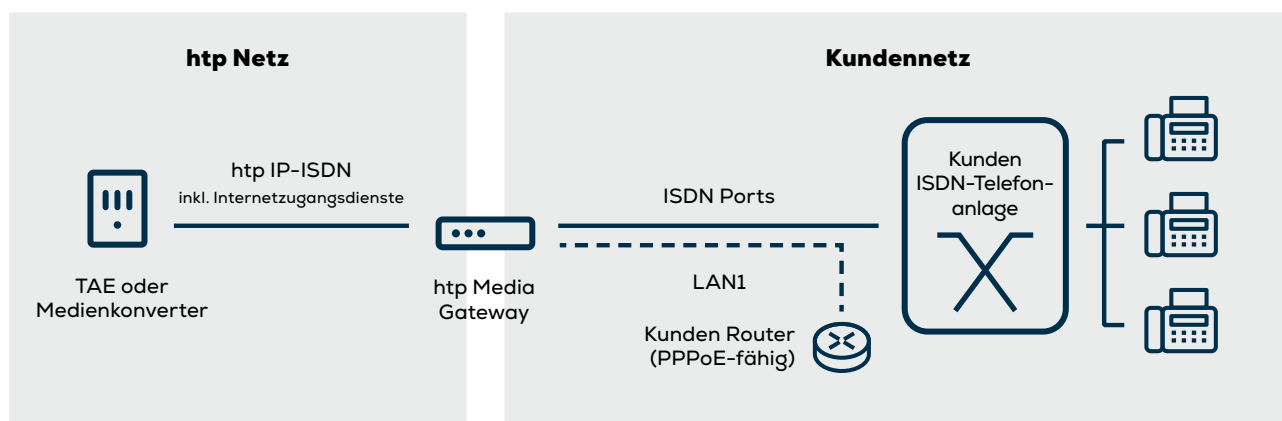 htp Netz
Kundennetz
htp IP-ISDN
inkl. Internetzugangsdienste
TAE oder
Medienkonverter
htp Media
Gateway
ISDN Ports
LAN1
Kunden Router
(PPPoE-fähig)
Kunden
ISDN-Telefon-
anlage